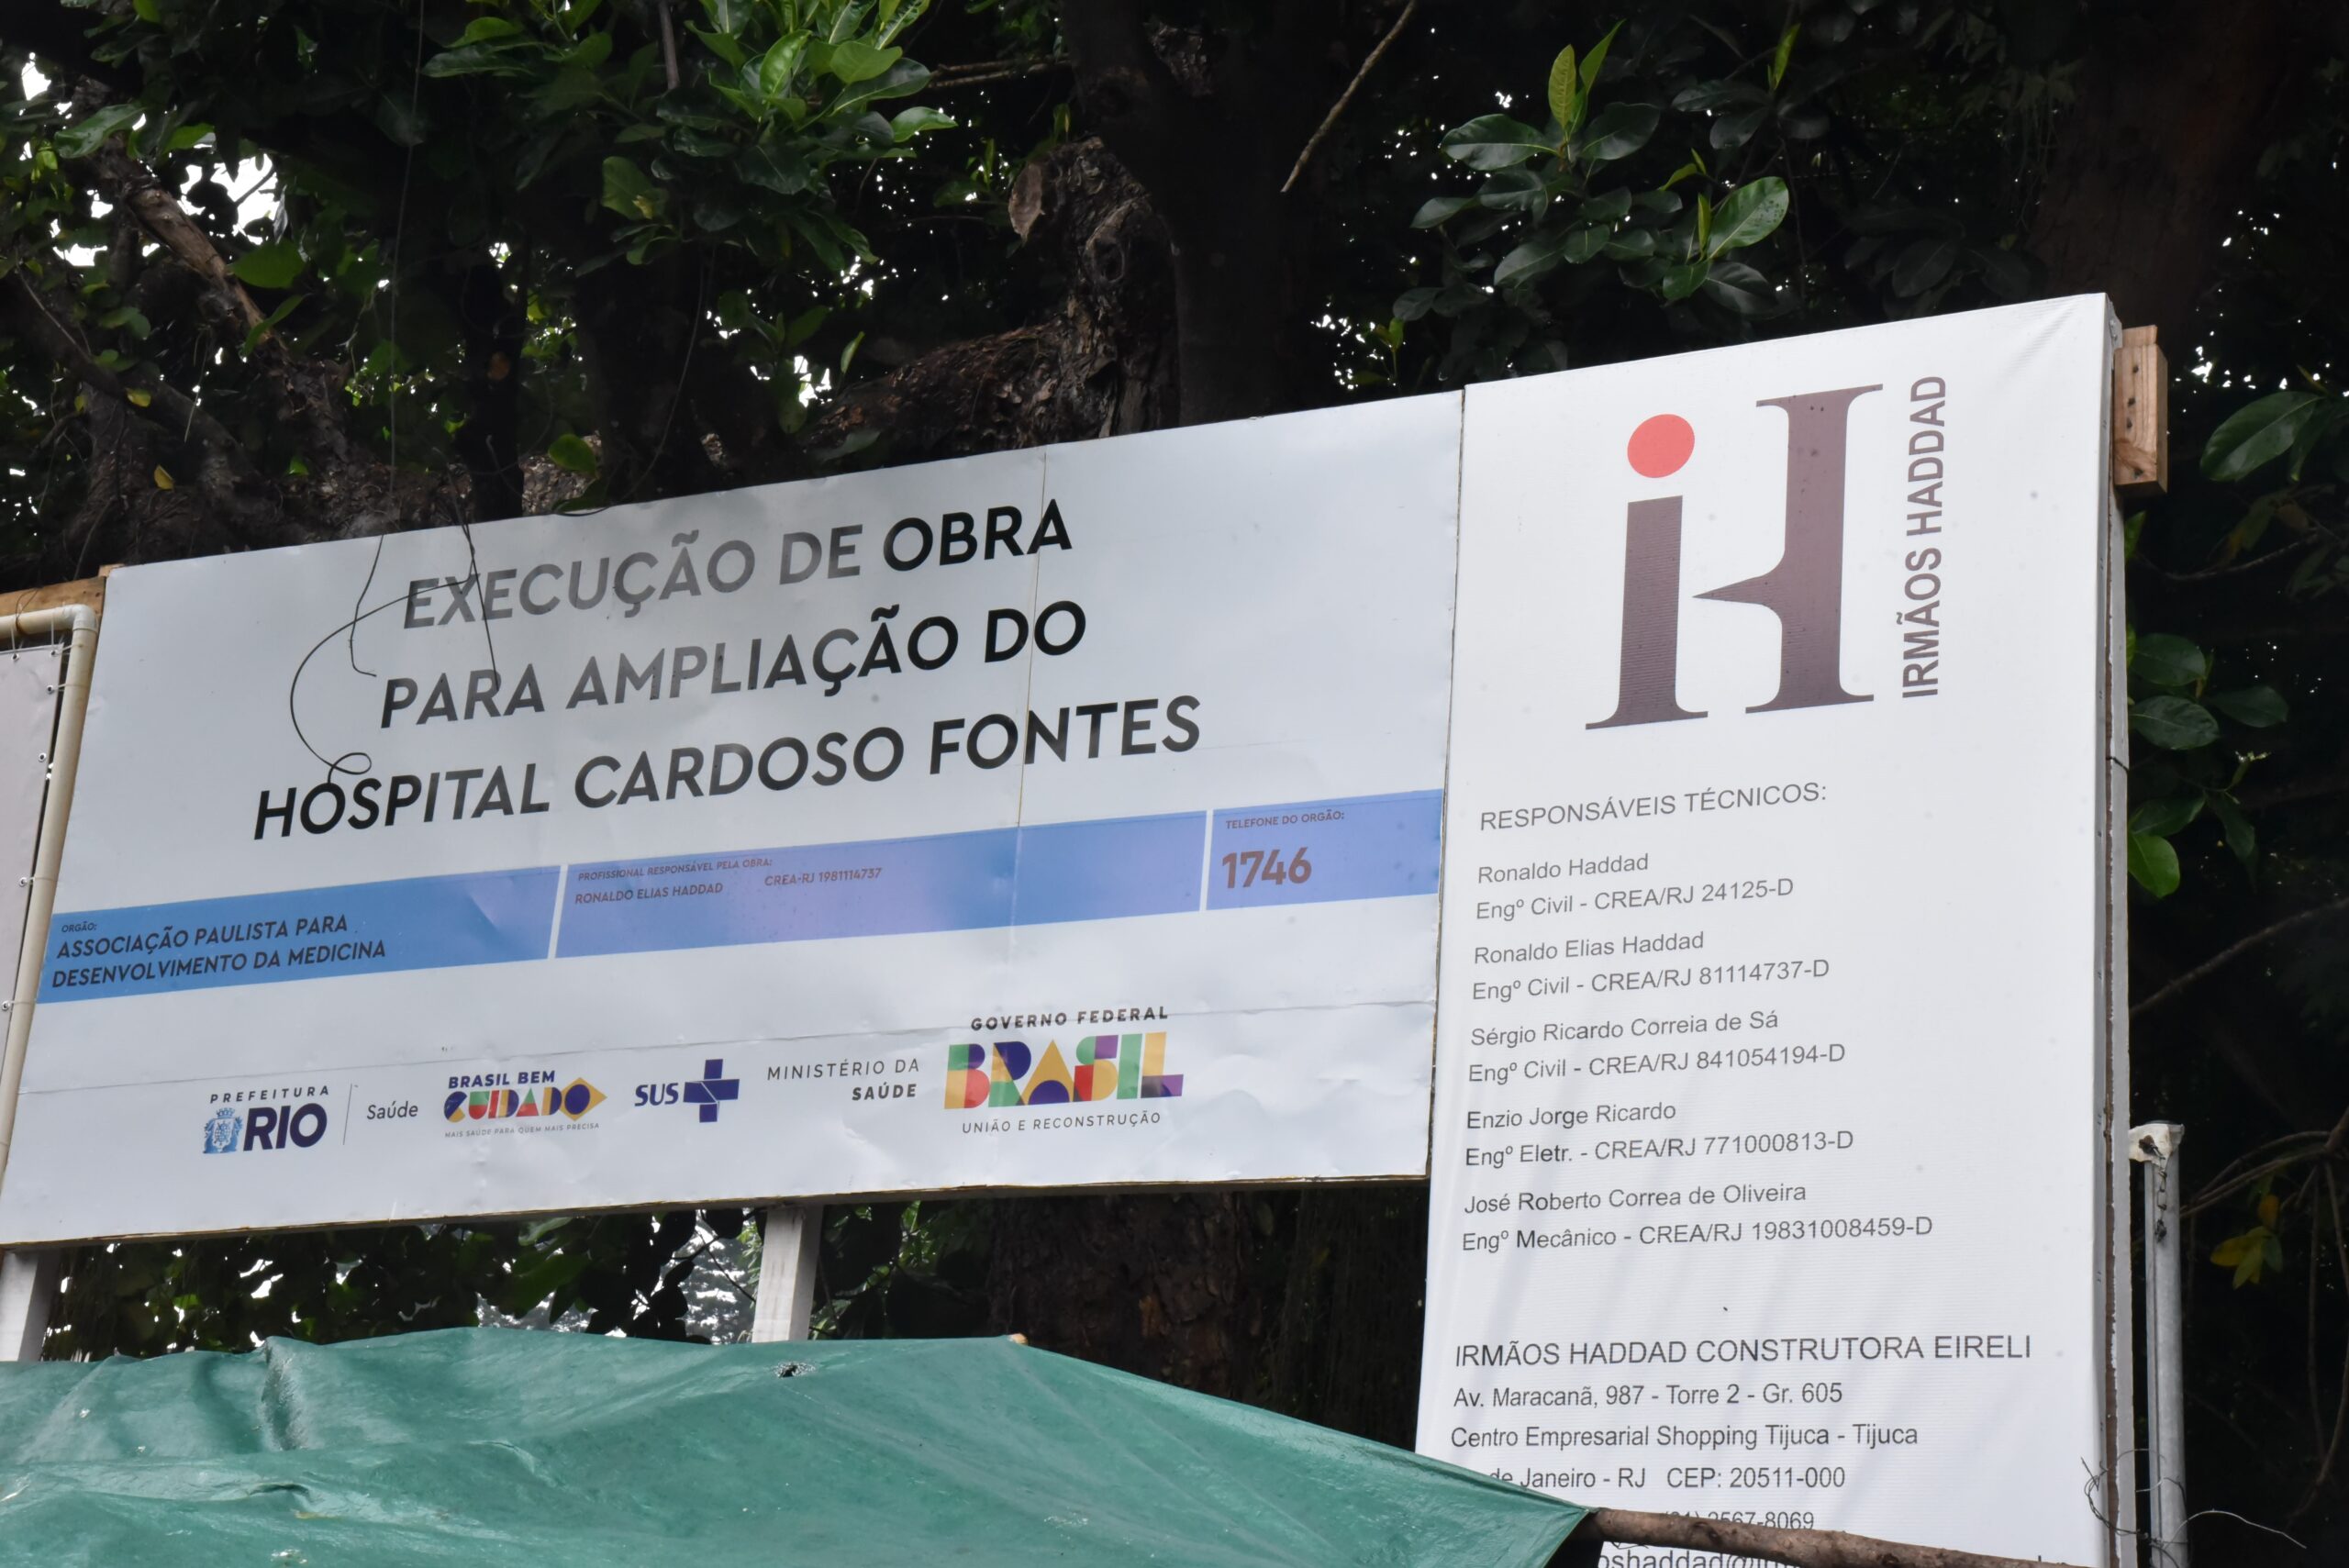 EXECUÇÃO DE OBRA
PARA AMPLIAÇÃO DO
HOSPITAL CARDOSO FONTES
ORGÃO:
ASSOCIAÇÃO PAULISTA PARA
DESENVOLVIMENTO DA MEDICINA
PROFISSIONAL RESPONSÁVEL PELA OBRA:
RONALDO ELIAS HADDAD CREA-RJ 1981114737
TELEFONE DO ORGÃO:
1746
PREFEITURA
RIO
Saúde
BRASIL BEM
CUIDADO
MAIS SAÚDE PARA QUEM MAIS PRECISA
SUS
MINISTÉRIO DA
SAÚDE
GOVERNO FEDERAL
BRASIL
UNIÃO E RECONSTRUÇÃO
iH
IRMÃOS HADDAD
RESPONSÁVEIS TÉCNICOS:
Ronaldo Haddad
Engº Civil - CREA/RJ 24125-D
Ronaldo Elias Haddad
Engº Civil - CREA/RJ 81114737-D
Sérgio Ricardo Correia de Sá
Engº Civil - CREA/RJ 841054194-D
Enzio Jorge Ricardo
Engº Eletr. - CREA/RJ 771000813-D
José Roberto Correa de Oliveira
Engº Mecânico - CREA/RJ 19831008459-D
IRMÃOS HADDAD CONSTRUTORA EIRELI
Av. Maracanã, 987 - Torre 2 - Gr. 605
Centro Empresarial Shopping Tijuca - Tijuca
de Janeiro - RJ CEP: 20511-000
2567-8069